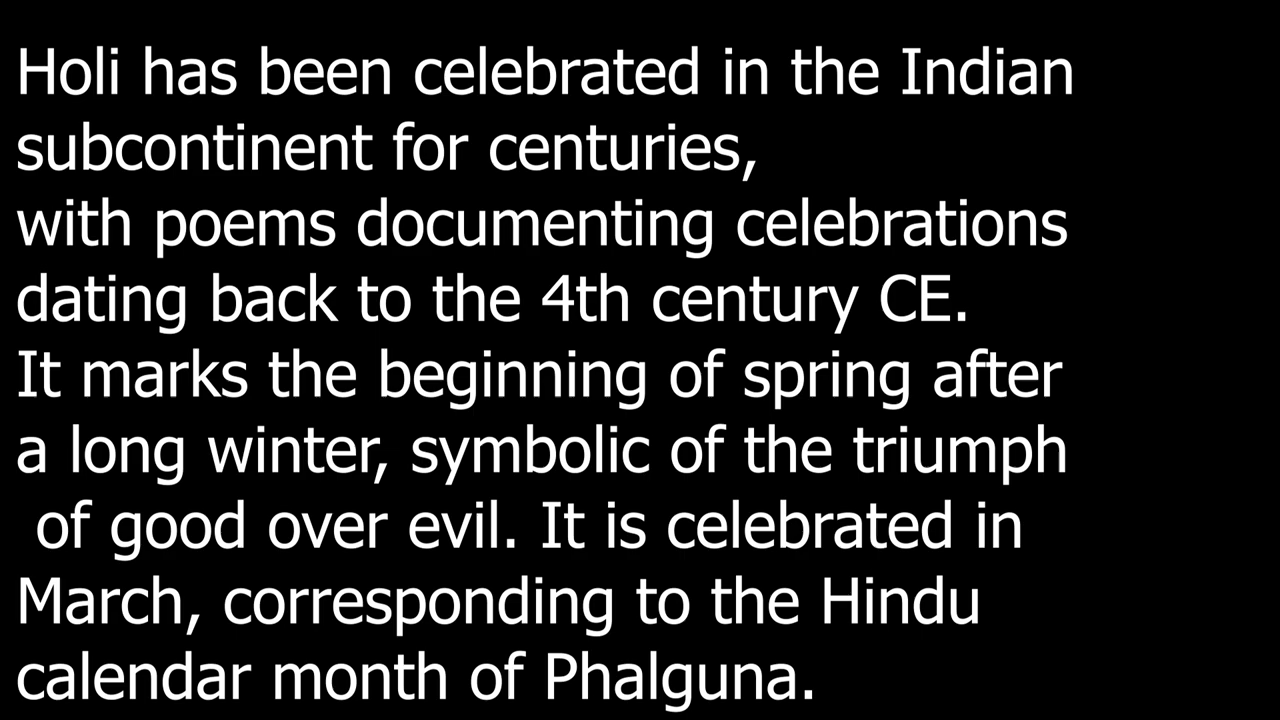 Holi has been celebrated in the Indian
subcontinent for centuries,
with poems documenting celebrations
dating back to the 4th century CE.
It marks the beginning of spring after
a long winter, symbolic of the triumph
of good over evil. It is celebrated in
March, corresponding to the Hindu
calendar month of Phalguna.